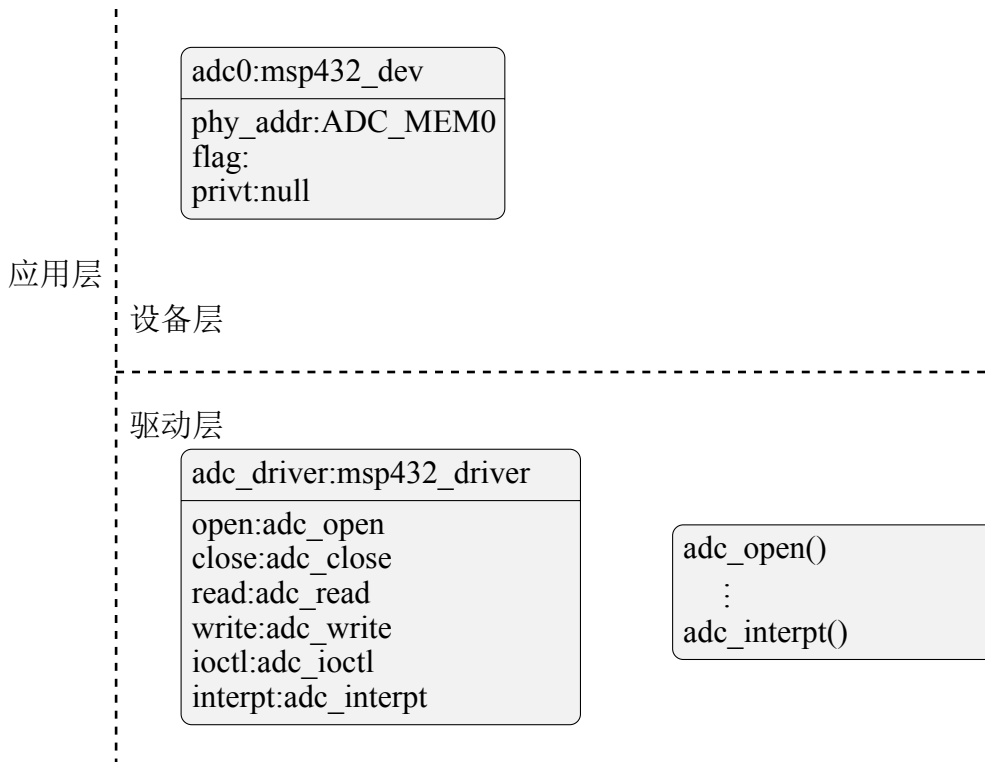 adc0:msp432_dev
phy_addr:ADC_MEM0
flag:
privt:null
应用层
设备层
驱动层
adc_driver:msp432_driver
open:adc_open
close:adc_close
read:adc_read
write:adc_write
ioctl:adc_ioctl
interpt:adc_interpt
adc_open()
⋮
adc_interpt()